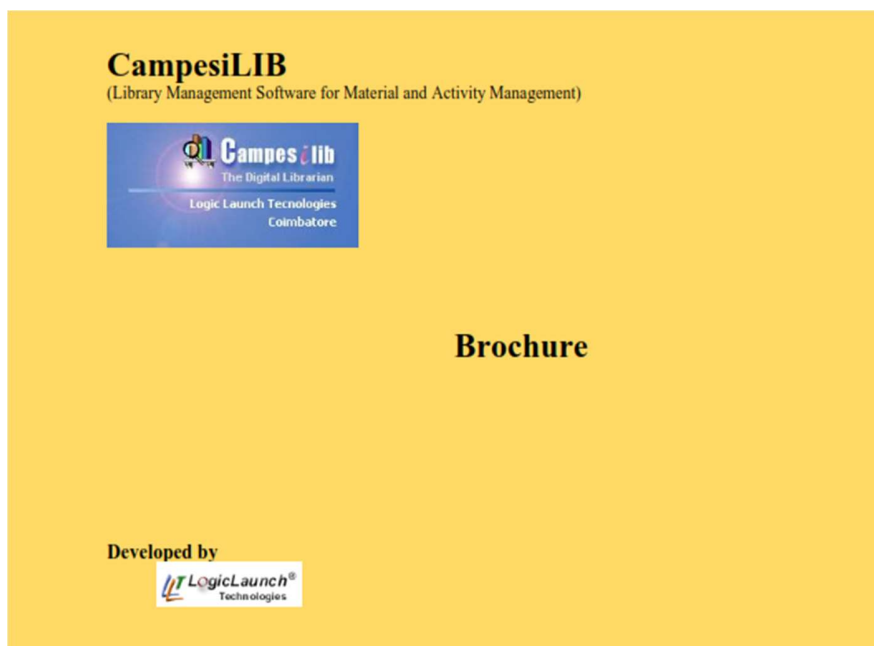 CampesiLIB
(Library Management Software for Material and Activity Management)
Campesilib
The Digital Librarian
Logic Launch Tecnologies
Coimbatore
Brochure
Developed by
LLT LogicLaunch®
Technologies